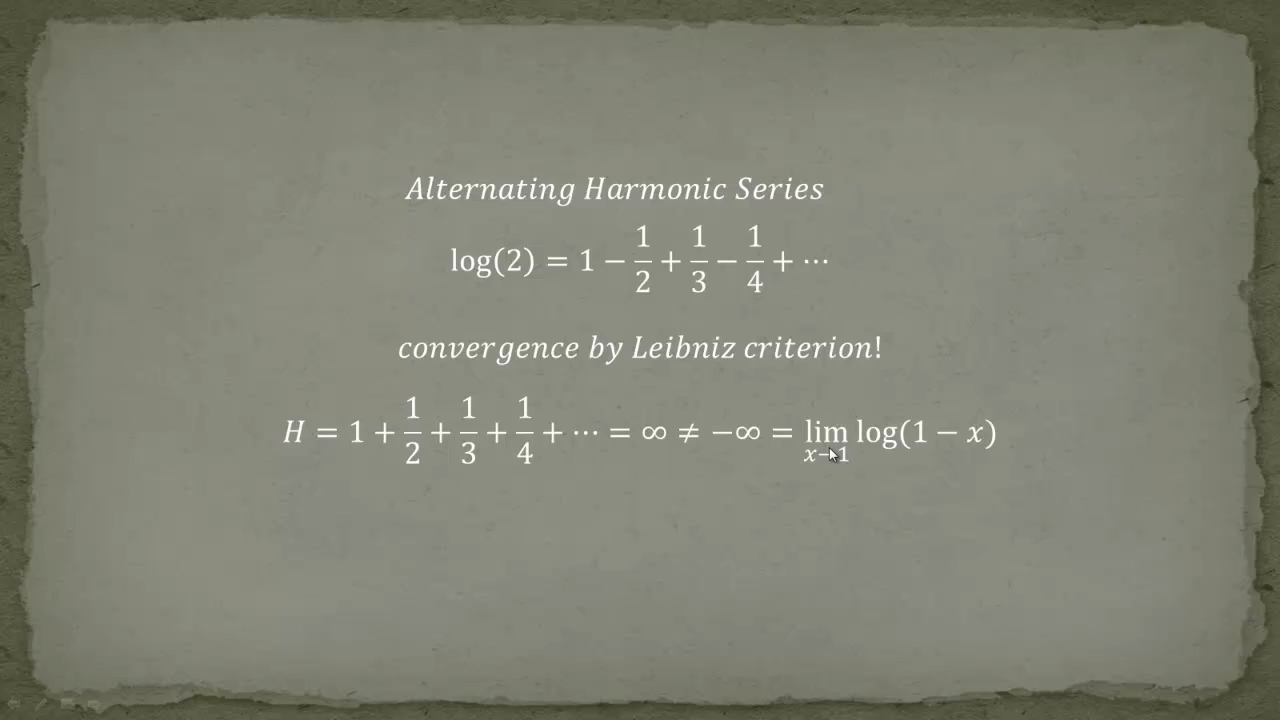 Alternating Harmonic Series
log(2) = 1 − 1/2 + 1/3 − 1/4 + ⋯
convergence by Leibniz criterion!
H = 1 + 1/2 + 1/3 + 1/4 + ⋯ = ∞ ≠ −∞ = lim x→1 log(1 − x)